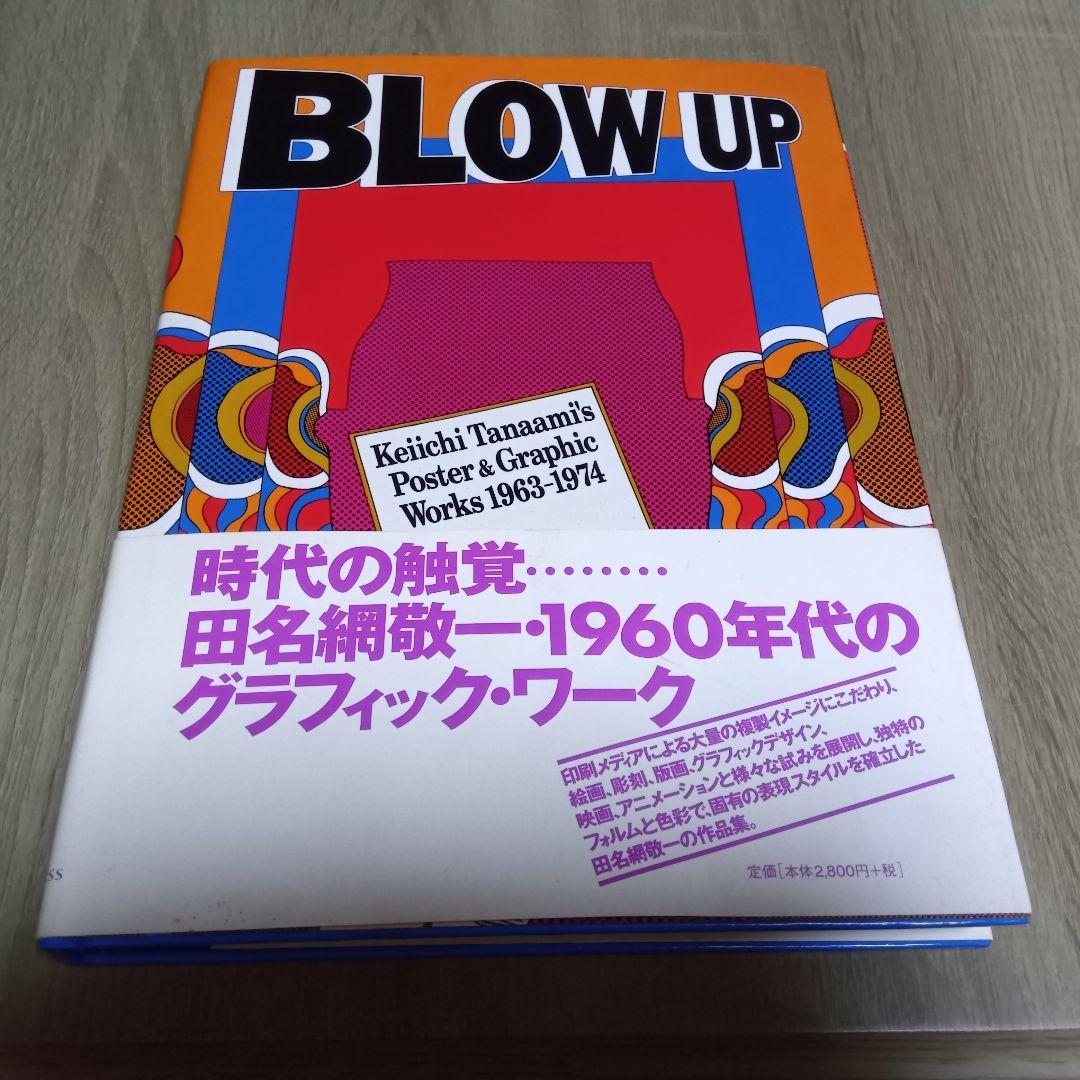 BLOW UP
Keiichi Tanaami's
Poster & Graphic
Works 1963-1974
時代の触覚………
田名網敬一・1960年代の
グラフィック・ワーク
印刷メディアによる大量の複製イメージにこだわり、
絵画、彫刻、版画、グラフィックデザイン、
映画、アニメーションと様々な試みを展開し、独特の
フォルムと色彩で、固有の表現スタイルを確立した
田名網敬一の作品集。
定価［本体2,800円+税］
ss